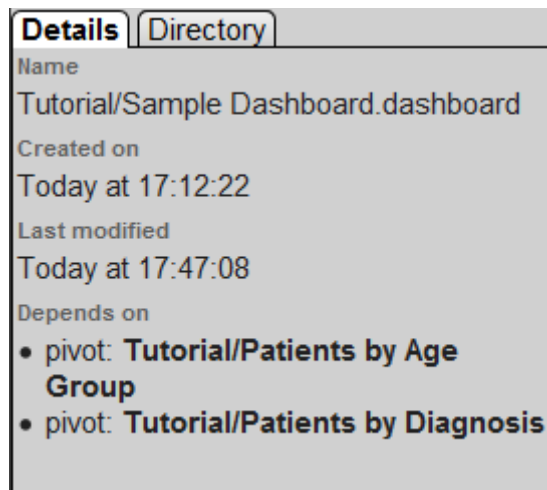 Details Directory
Name
Tutorial/Sample Dashboard.dashboard
Created on
Today at 17:12:22
Last modified
Today at 17:47:08
Depends on
• pivot: Tutorial/Patients by Age
Group
• pivot: Tutorial/Patients by Diagnosis